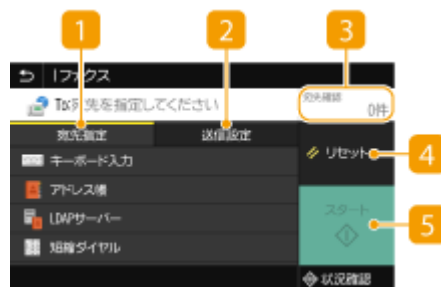 1 2 3
Iファクス
To:宛先を指定してください
宛先確認
0件
宛先指定 送信設定
キーボード入力
リセット 4
アドレス帳
LDAPサーバー
スタート 5
短縮ダイヤル
状況確認